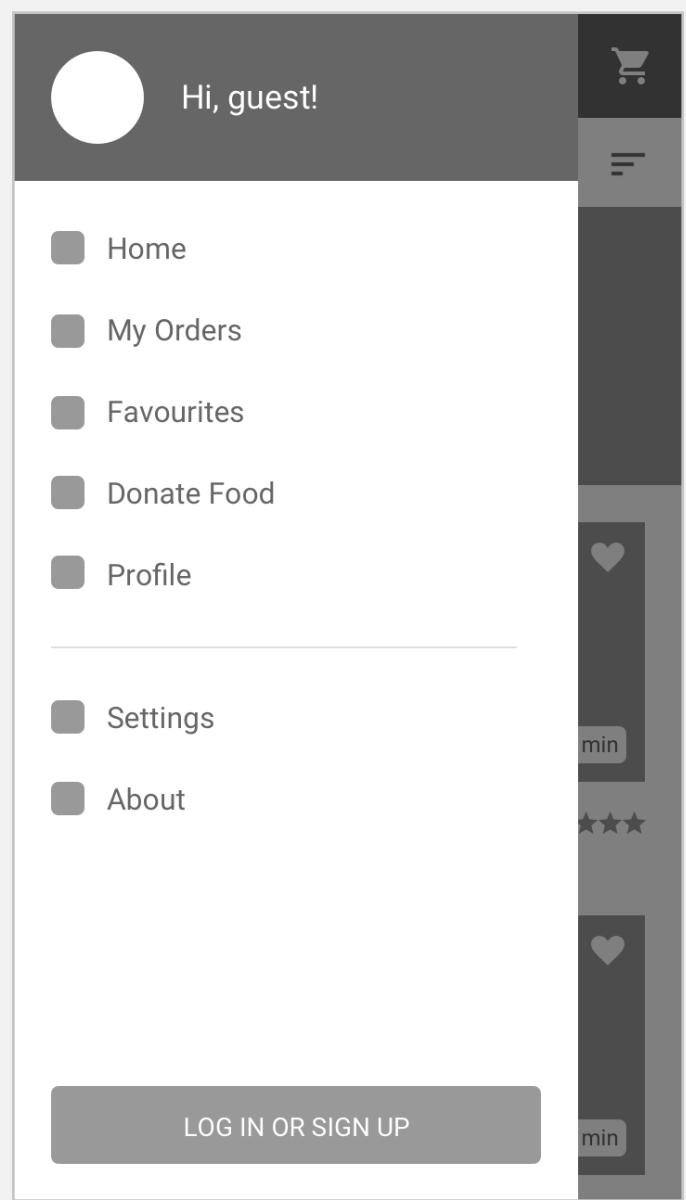 Hi, guest!
Home
My Orders
Favourites
Donate Food
Profile
min
Settings
About
min
LOG IN OR SIGN UP